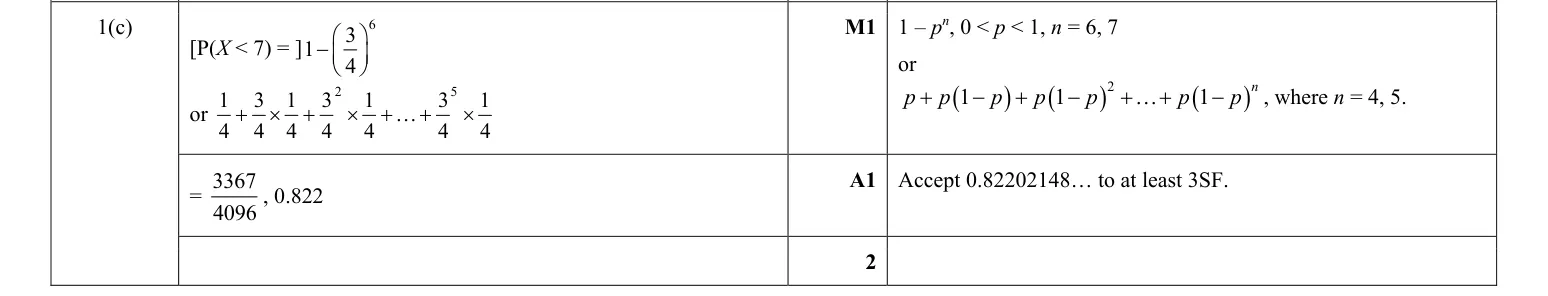 1(c)
[P(X < 7) = ] 1 – (3/4)^6
or 1/4 + 3/4 × 1/4 + 3^2/4 × 1/4 + … + 3^5/4 × 1/4
M1
1 – p^n, 0 < p < 1, n = 6, 7
or
p + p(1 – p) + p(1 – p)^2 + … + p(1 – p)^n, where n = 4, 5.
= 3367/4096, 0.822
A1
Accept 0.82202148… to at least 3SF.
2